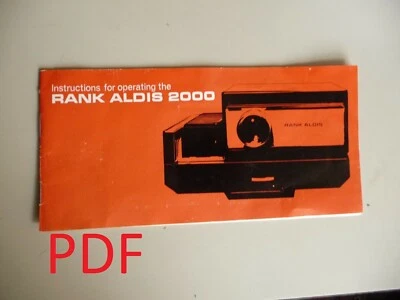 Instructions for operating the
RANK ALDIS 2000
RANK ALDIS
PDF